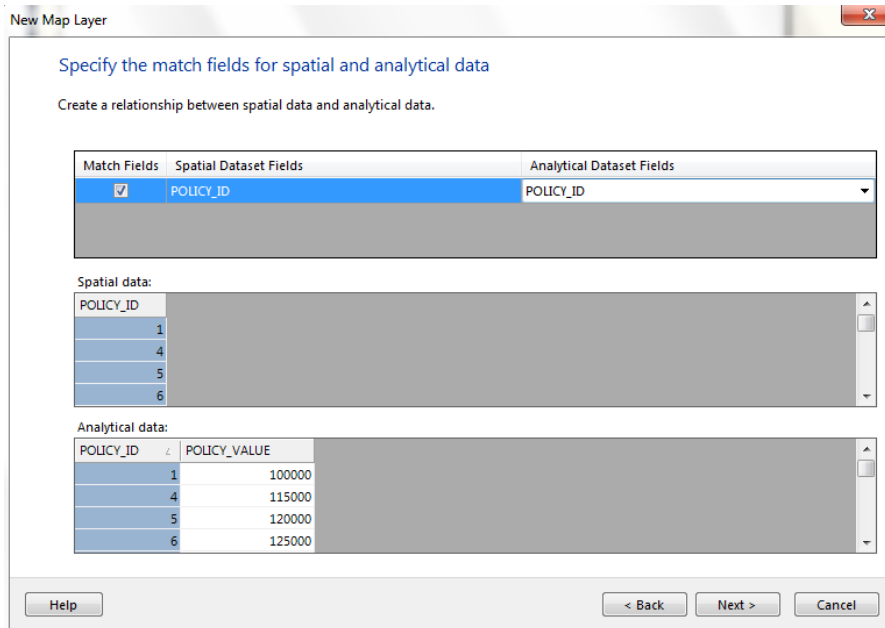 New Map Layer
Specify the match fields for spatial and analytical data
Create a relationship between spatial data and analytical data.
Match Fields Spatial Dataset Fields Analytical Dataset Fields
POLICY_ID POLICY_ID
Spatial data:
POLICY_ID
1
4
5
6
Analytical data:
POLICY_ID POLICY_VALUE
1 100000
4 115000
5 120000
6 125000
Help < Back Next > Cancel